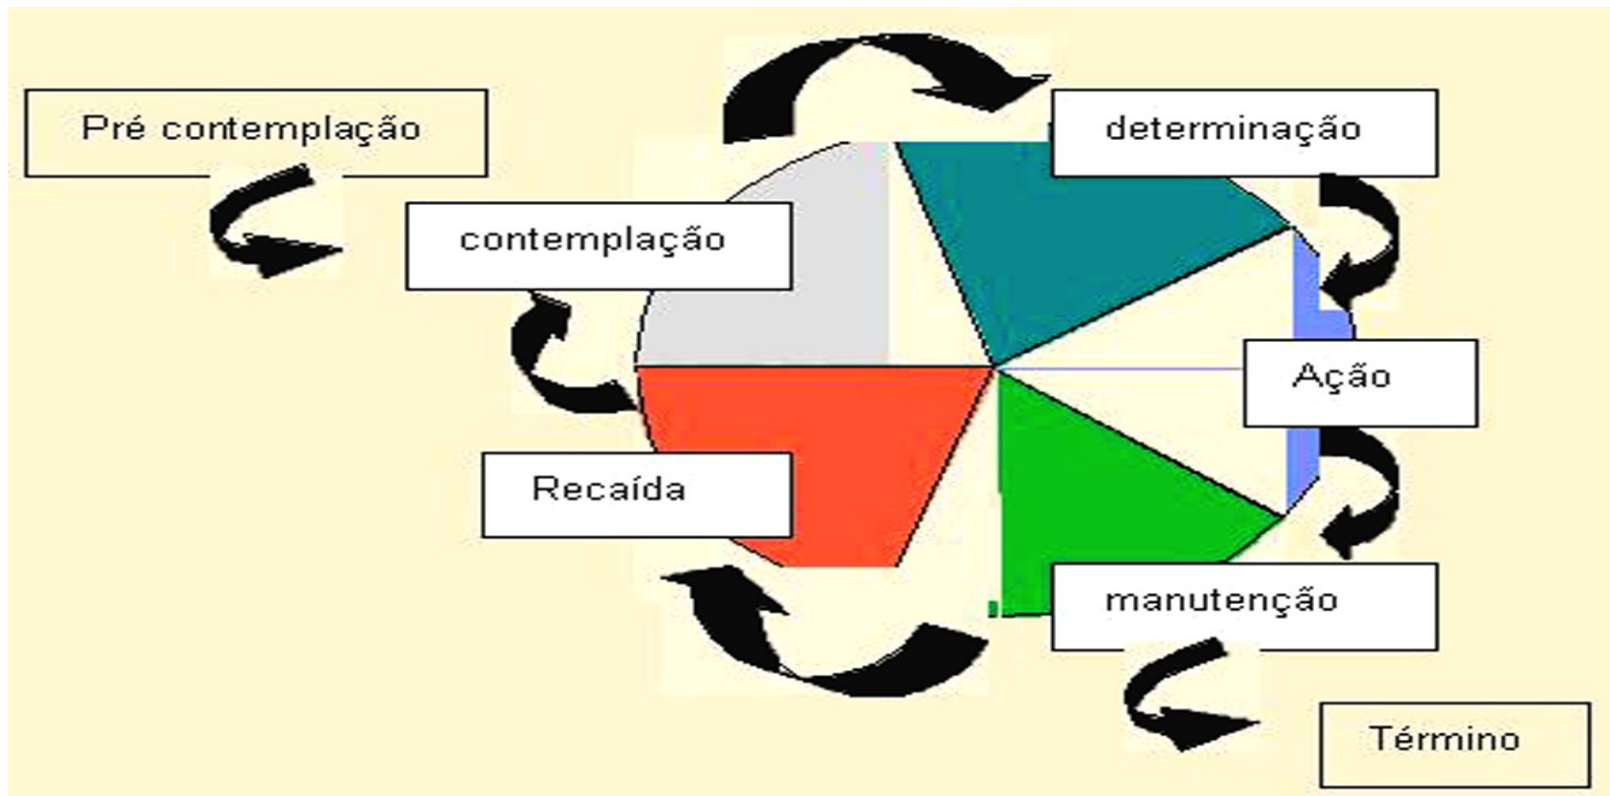 Pré contemplação
determinação
contemplação
Ação
Recaída
manutenção
Término